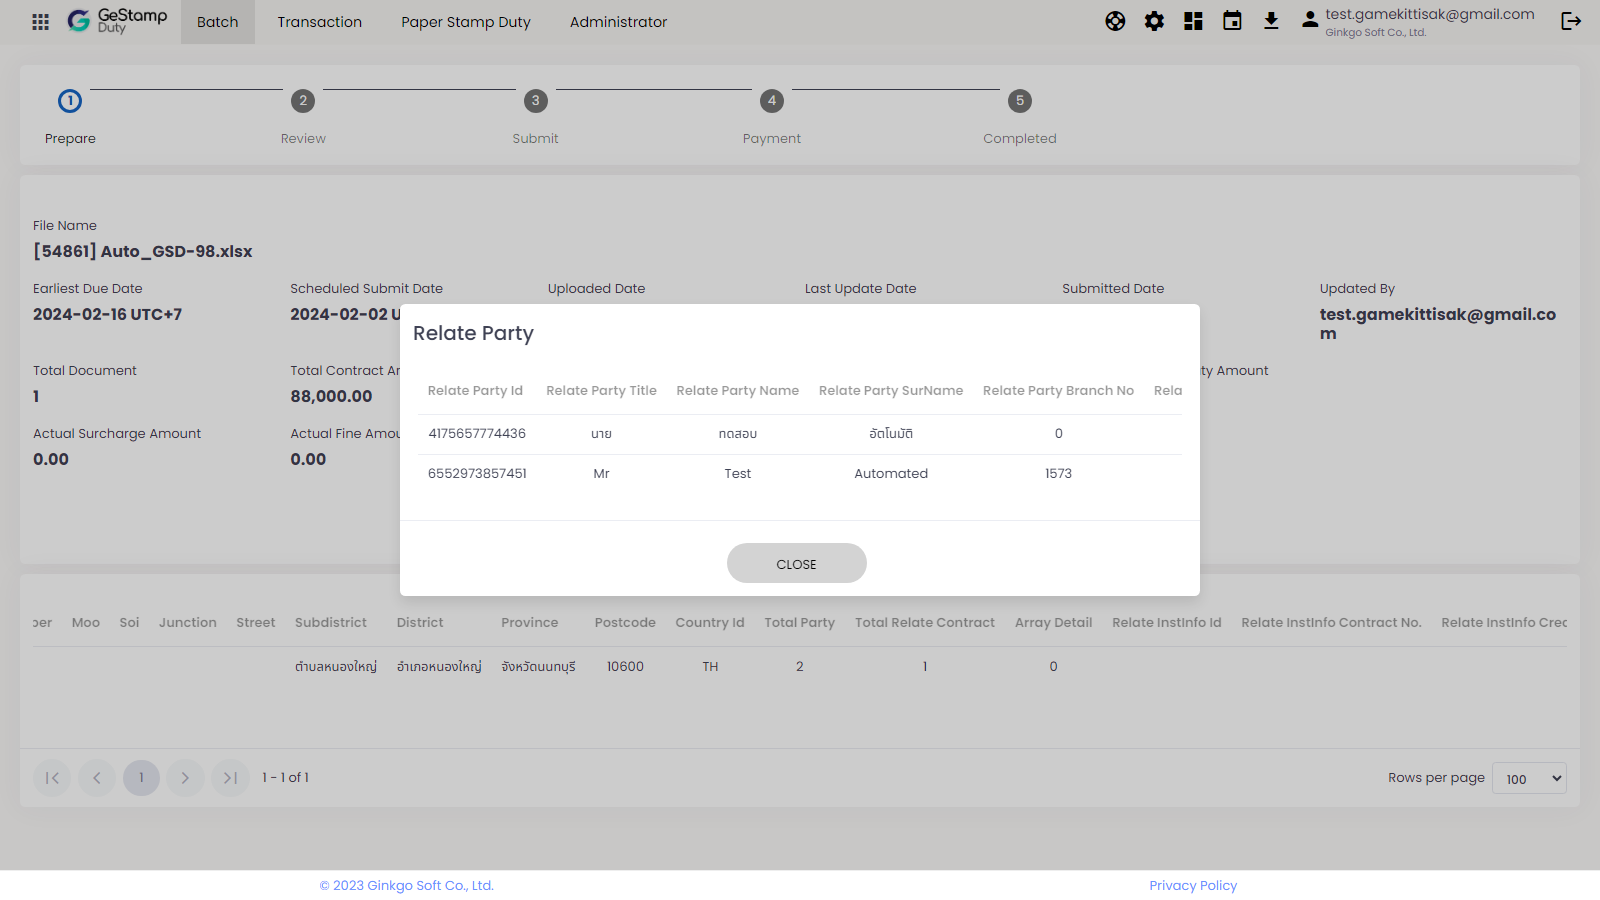 GeStamp
Duty
Batch
Transaction
Paper Stamp Duty
Administrator
test.gamekittisak@gmail.com
Ginkgo Soft Co., Ltd.
1
2
3
4
5
Prepare
Review
Submit
Payment
Completed
File Name
[54861] Auto_GSD-98.xlsx
Earliest Due Date
Scheduled Submit Date
Uploaded Date
Last Update Date
Submitted Date
Updated By
2024-02-16 UTC+7
2024-02-02 U
test.gamekittisak@gmail.co
m
Total Document
Total Contract Ar
ty Amount
1
88,000.00
Actual Surcharge Amount
Actual Fine Amou
0.00
0.00
Relate Party
Relate Party Id
Relate Party Title
Relate Party Name
Relate Party SurName
Relate Party Branch No
Rela
4175657774436
นาย
ทดสอบ
อัตโนมัติ
0
6552973857451
Mr
Test
Automated
1573
CLOSE
ber
Moo
Soi
Junction
Street
Subdistrict
District
Province
Postcode
Country Id
Total Party
Total Relate Contract
Array Detail
Relate InstInfo Id
Relate InstInfo Contract No.
Relate InstInfo Crec
ตำบลหนองใหญ่
อำเภอหนองใหญ่
จังหวัดนนทบุรี
10600
TH
2
1
0
1
1 - 1 of 1
Rows per page
100
© 2023 Ginkgo Soft Co., Ltd.
Privacy Policy